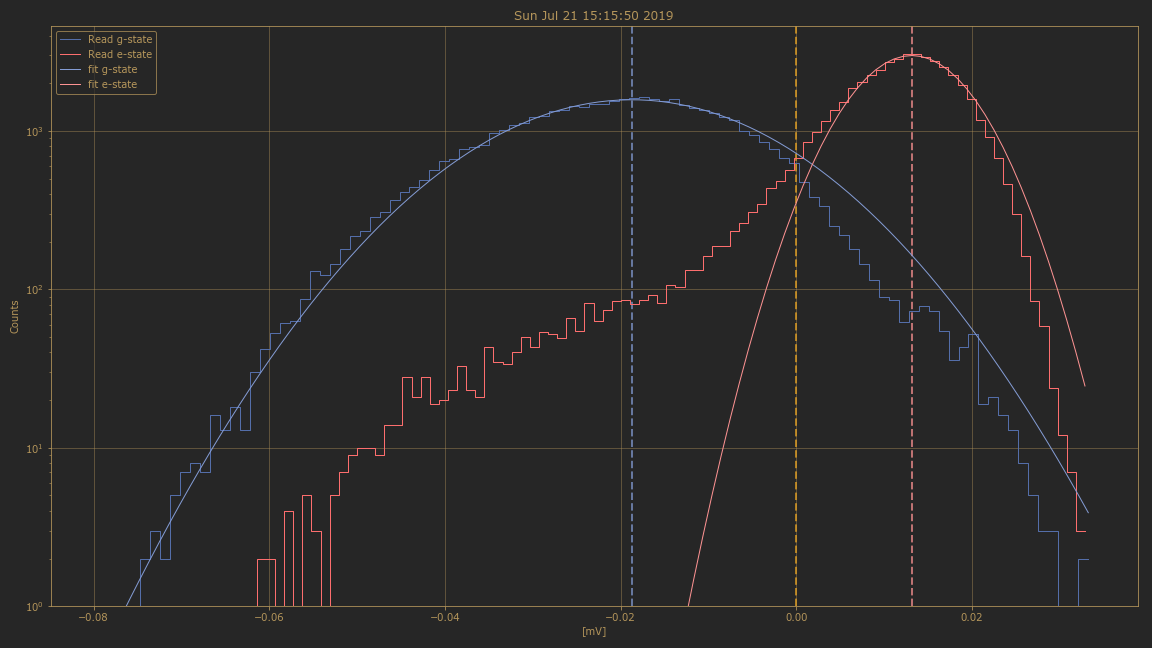 Sun Jul 21 15:15:50 2019
Read g-state
Read e-state
fit g-state
fit e-state
Counts
10³
10²
10¹
10⁰
−0.08 −0.06 −0.04 −0.02 0.00 0.02
[mV]